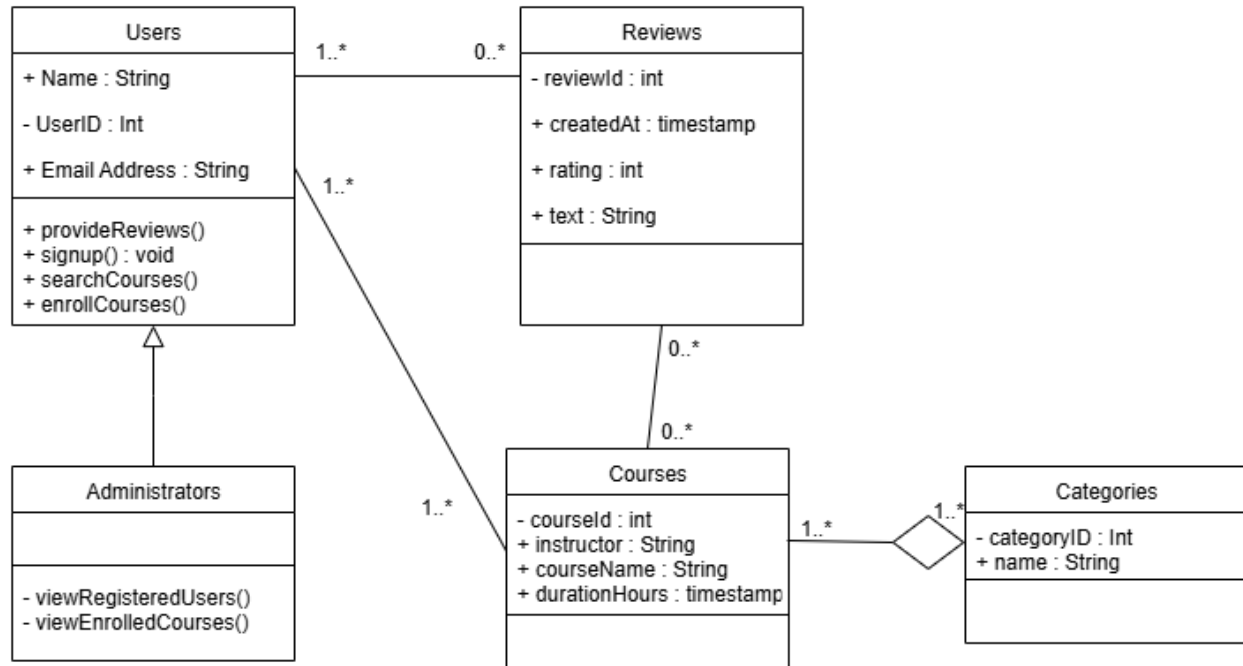 Users
+ Name : String
- UserID : Int
+ Email Address : String
+ provideReviews()
+ signup() : void
+ searchCourses()
+ enrollCourses()
1..*
0..*
Reviews
- reviewId : int
+ createdAt : timestamp
+ rating : int
+ text : String
1..*
1..*
0..*
0..*
Administrators
- viewRegisteredUsers()
- viewEnrolledCourses()
Courses
- courseId : int
+ instructor : String
+ courseName : String
+ durationHours : timestamp
1..*
1..*
Categories
- categoryID : Int
+ name : String